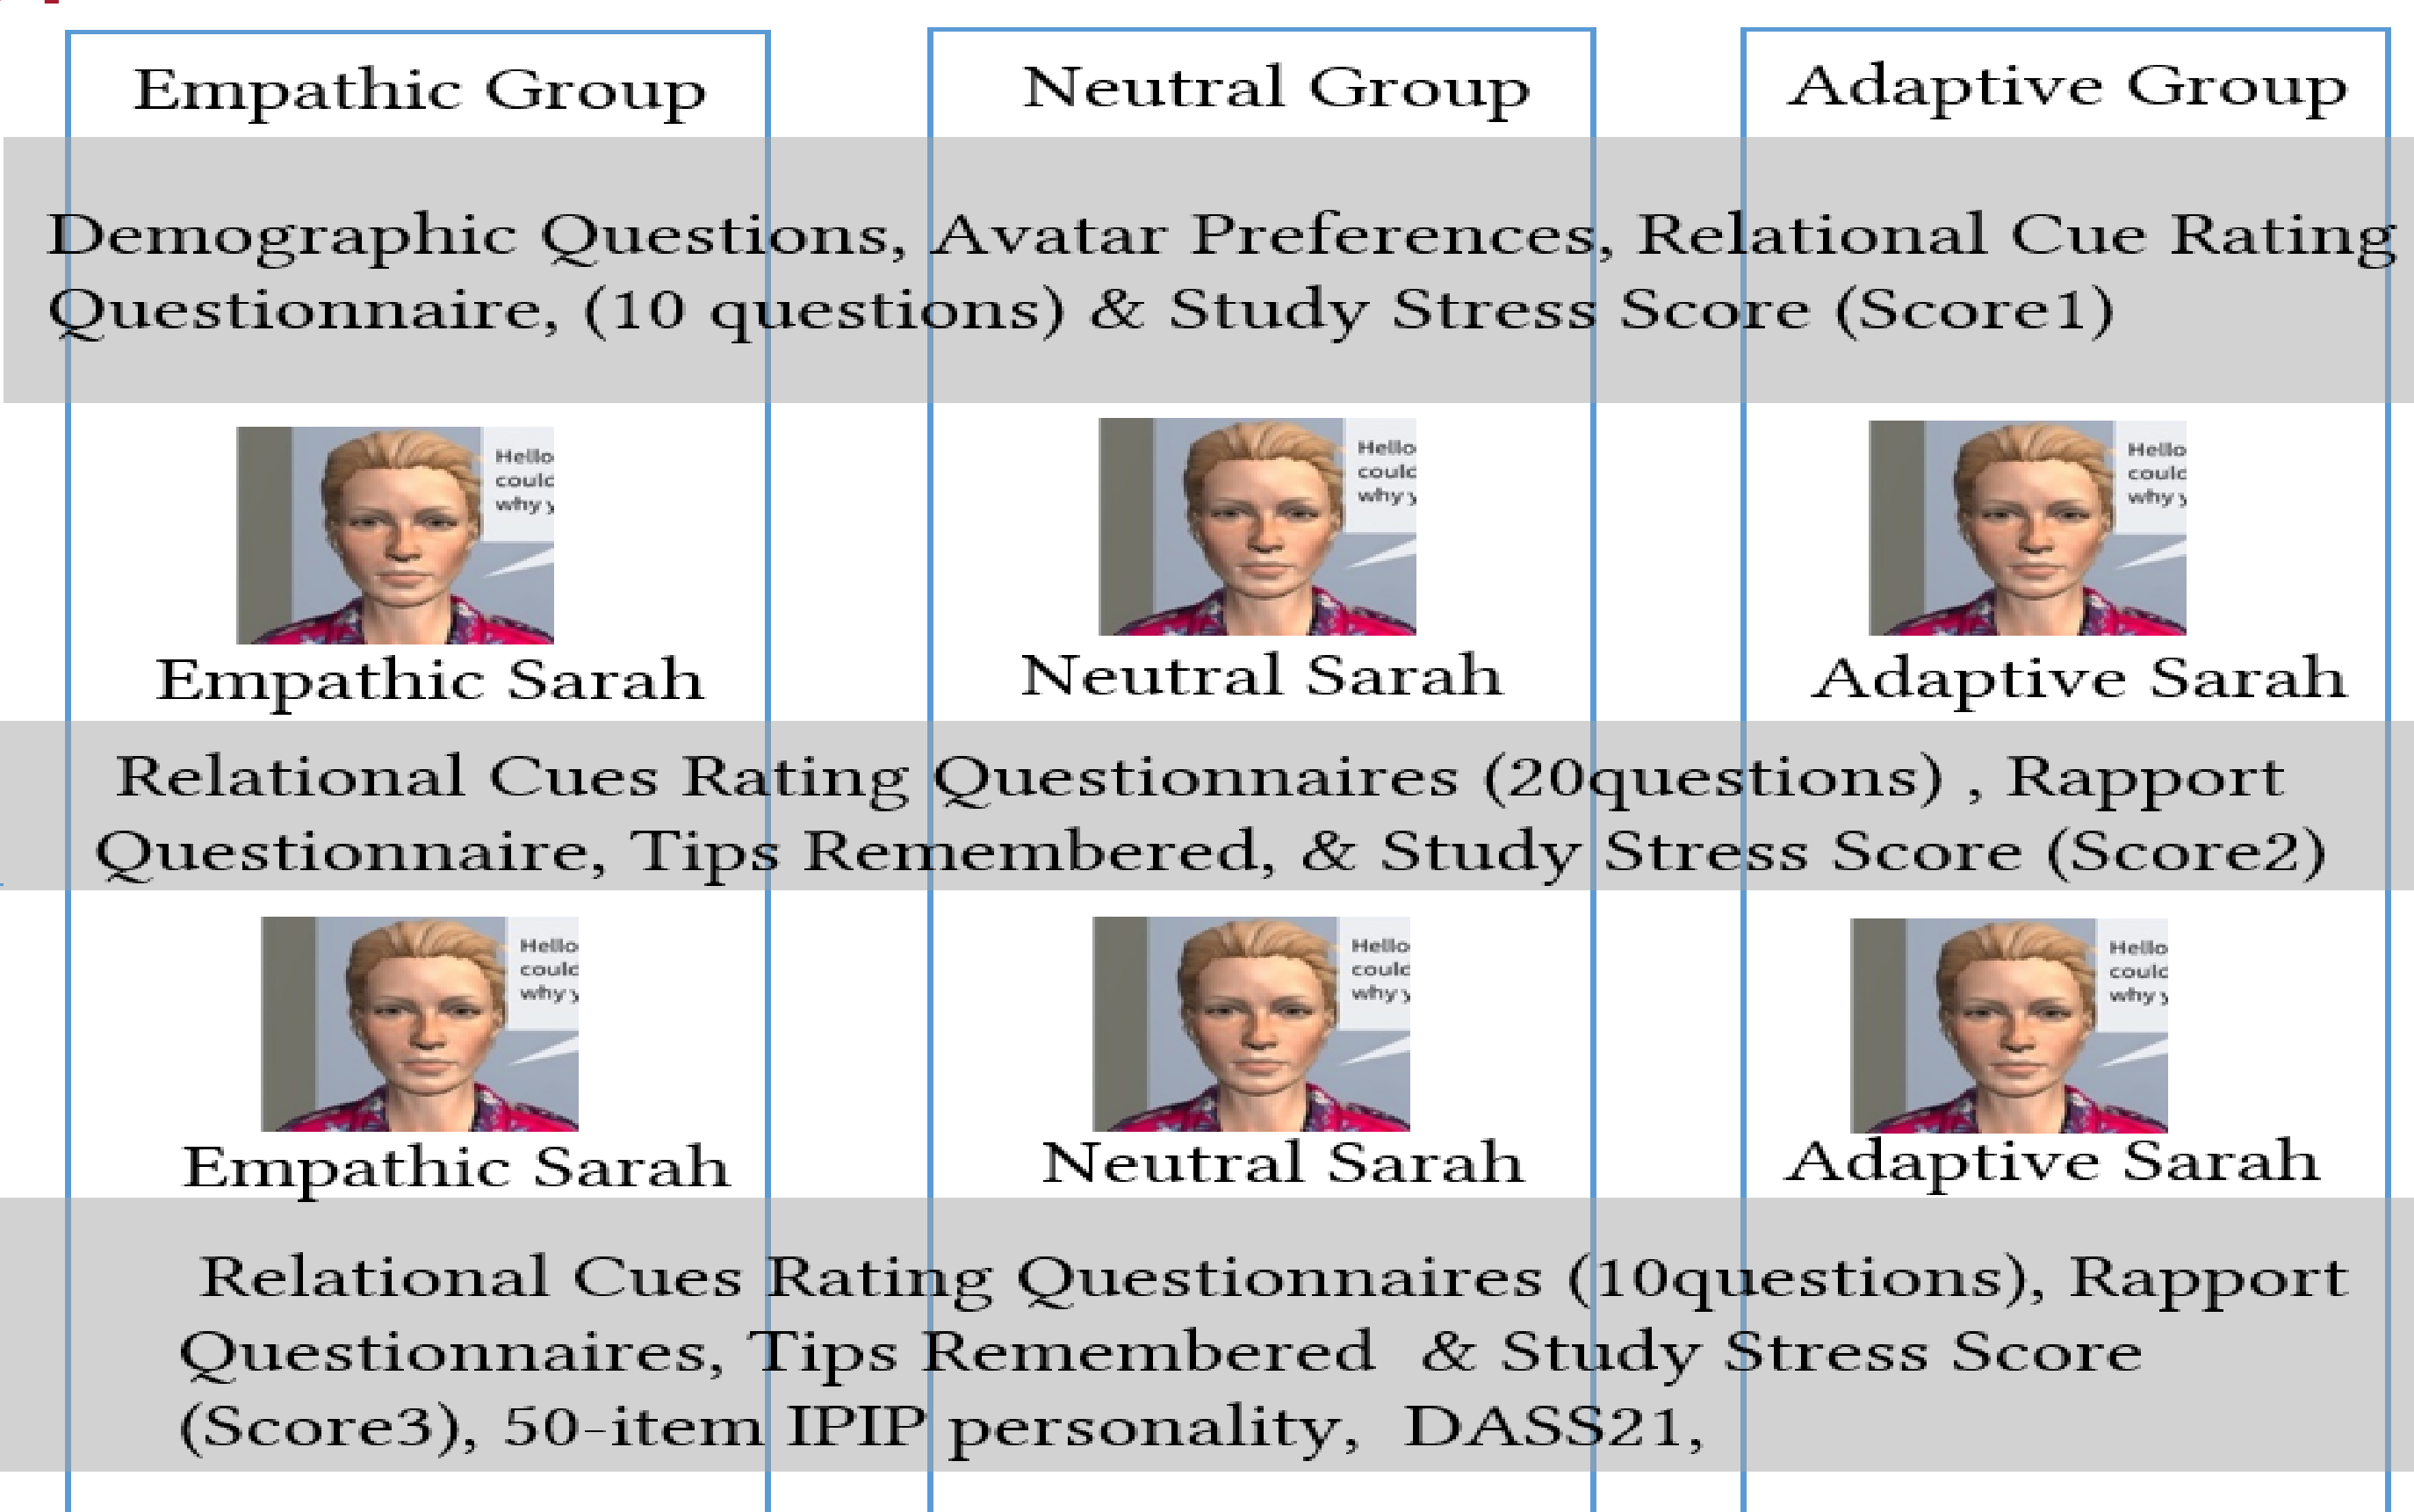 Empathic Group
Neutral Group
Adaptive Group
Demographic Questions, Avatar Preferences, Relational Cue Rating
Questionnaire, (10 questions) & Study Stress Score (Score1)
Hello
could
why y
Hello
could
why y
Hello
could
why y
Empathic Sarah
Neutral Sarah
Adaptive Sarah
Relational Cues Rating Questionnaires (20questions) , Rapport
Questionnaire, Tips Remembered, & Study Stress Score (Score2)
Hello
could
why y
Hello
could
why y
Hello
could
why y
Empathic Sarah
Neutral Sarah
Adaptive Sarah
Relational Cues Rating Questionnaires (10questions), Rapport
Questionnaires, Tips Remembered & Study Stress Score
(Score3), 50-item IPIP personality, DASS21,